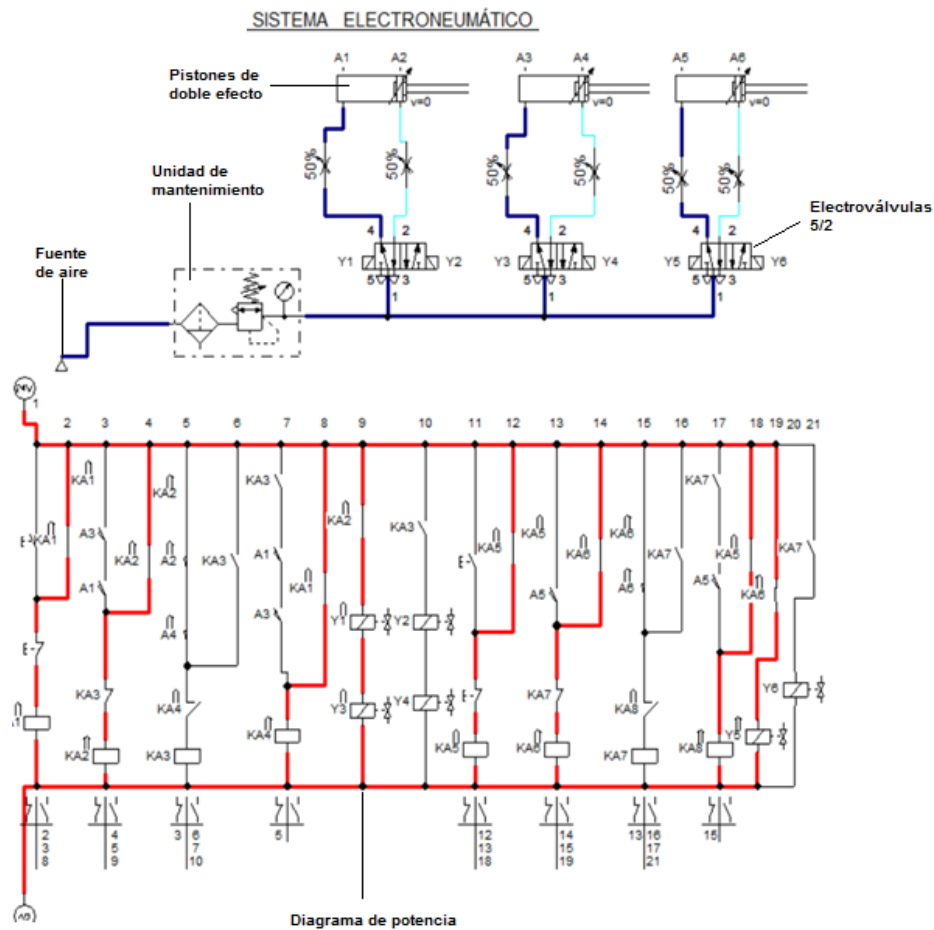 SISTEMA ELECTRONEUMÁTICO
A1 A2 A3 A4 A5 A6
Pistones de
doble efecto
v=0 v=0 v=0
50% 50% 50% 50% 50% 50%
Unidad de
mantenimiento
Electroválvulas
5/2
4 2 4 2 4 2
Y1 Y2 Y3 Y4 Y5 Y6
5 3 5 3 5 3
1 1 1
Fuente
de aire
24V
1 2 3 4 5 6 7 8 9 10 11 12 13 14 15 16 17 18 19 20 21
KA1 KA2 KA3 KA7
KA1 A3 KA2 A2 KA3 A1 KA2 KA3 KA5 KA5 KA6 KA6 A6 KA7 KA5 KA7
A1 A4 A3 KA1 Y1 Y2 A5 A5 KA6
E E E E
KA3 KA4 Y3 Y4 KA7 KA8 Y6
A1 KA2 KA3 KA4 KA5 KA6 KA7 KA8 Y5
2 4 3 6 5 12 14 13 16 15
3 5 7 13 15 17
8 9 10 18 19 21
Diagrama de potencia